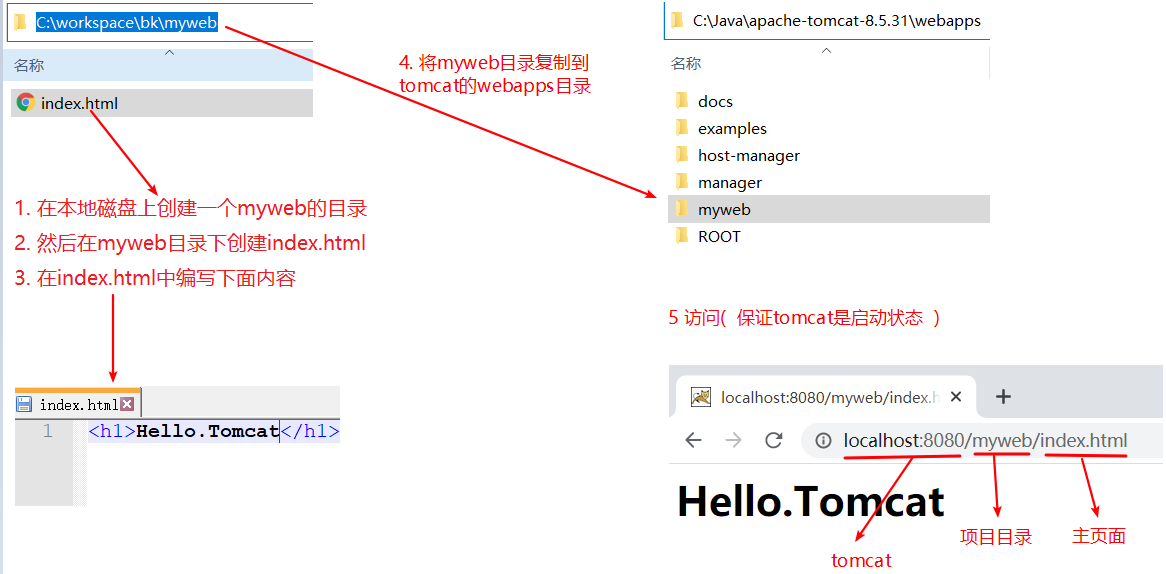 C:\workspace\bk\myweb
名称
index.html
1. 在本地磁盘上创建一个myweb的目录
2. 然后在myweb目录下创建index.html
3. 在index.html中编写下面内容
index.html
1 <h1>Hello.Tomcat</h1>
4. 将myweb目录复制到
tomcat的webapps目录
C:\Java\apache-tomcat-8.5.31\webapps
名称
docs
examples
host-manager
manager
myweb
ROOT
5 访问( 保证tomcat是启动状态 )
localhost:8080/myweb/index.h
localhost:8080/myweb/index.html
Hello.Tomcat
tomcat
项目目录
主页面